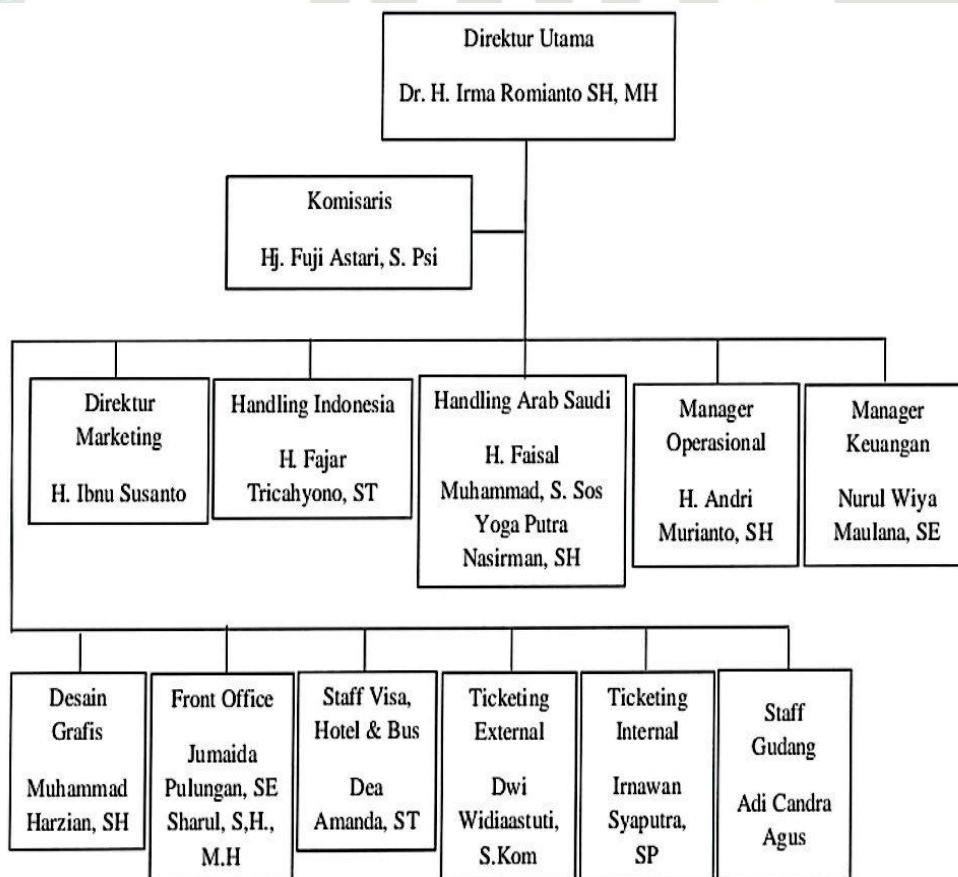 Direktur Utama
Dr. H. Irma Romianto SH, MH
Komisaris
Hj. Fuji Astari, S. Psi
Direktur
Marketing
H. Ibnu Susanto
Handling Indonesia
H. Fajar
Tricahyono, ST
Handling Arab Saudi
H. Faisal
Muhammad, S. Sos
Yoga Putra
Nasirman, SH
Manager
Operasional
H. Andri
Murianto, SH
Manager
Keuangan
Nurul Wiya
Maulana, SE
Desain
Grafis
Muhammad
Harzian, SH
Front Office
Jumaida
Pulungan, SE
Sharul, S,H.,
M.H
Staff Visa,
Hotel & Bus
Dea
Amanda, ST
Ticketing
External
Dwi
Widiaastuti,
S.Kom
Ticketing
Internal
Irnawan
Syaputra,
SP
Staff
Gudang
Adi Candra
Agus